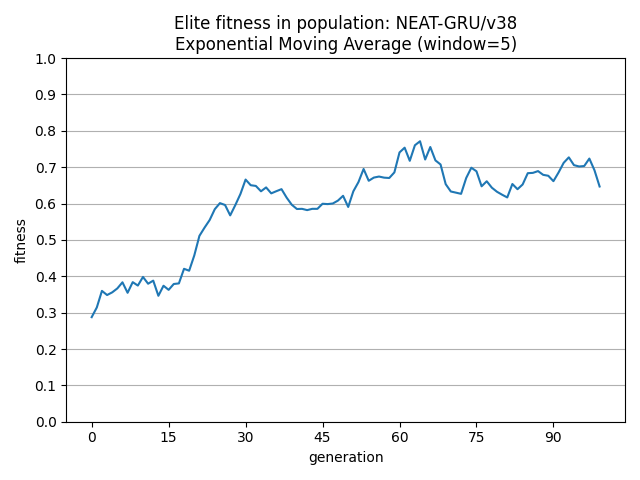 Elite fitness in population: NEAT-GRU/v38
Exponential Moving Average (window=5)
1.0
0.9
0.8
0.7
0.6
0.5
0.4
0.3
0.2
0.1
0.0
fitness
0 15 30 45 60 75 90
generation